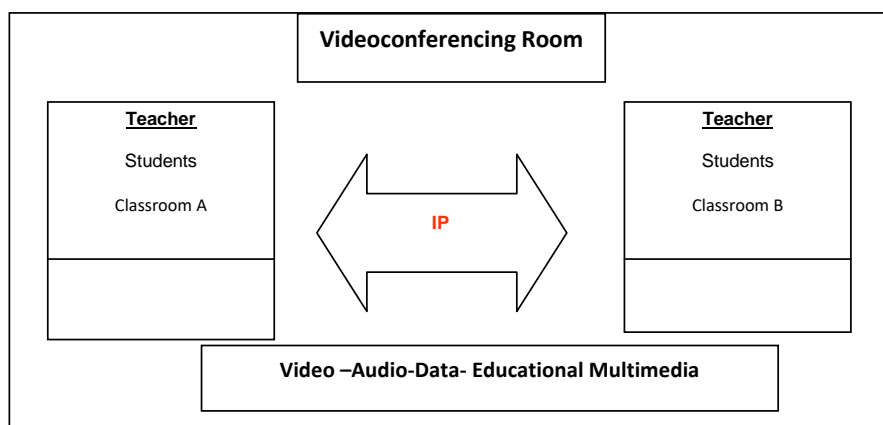 Videoconferencing Room
Teacher
Students
Classroom A
IP
Teacher
Students
Classroom B
Video –Audio-Data- Educational Multimedia